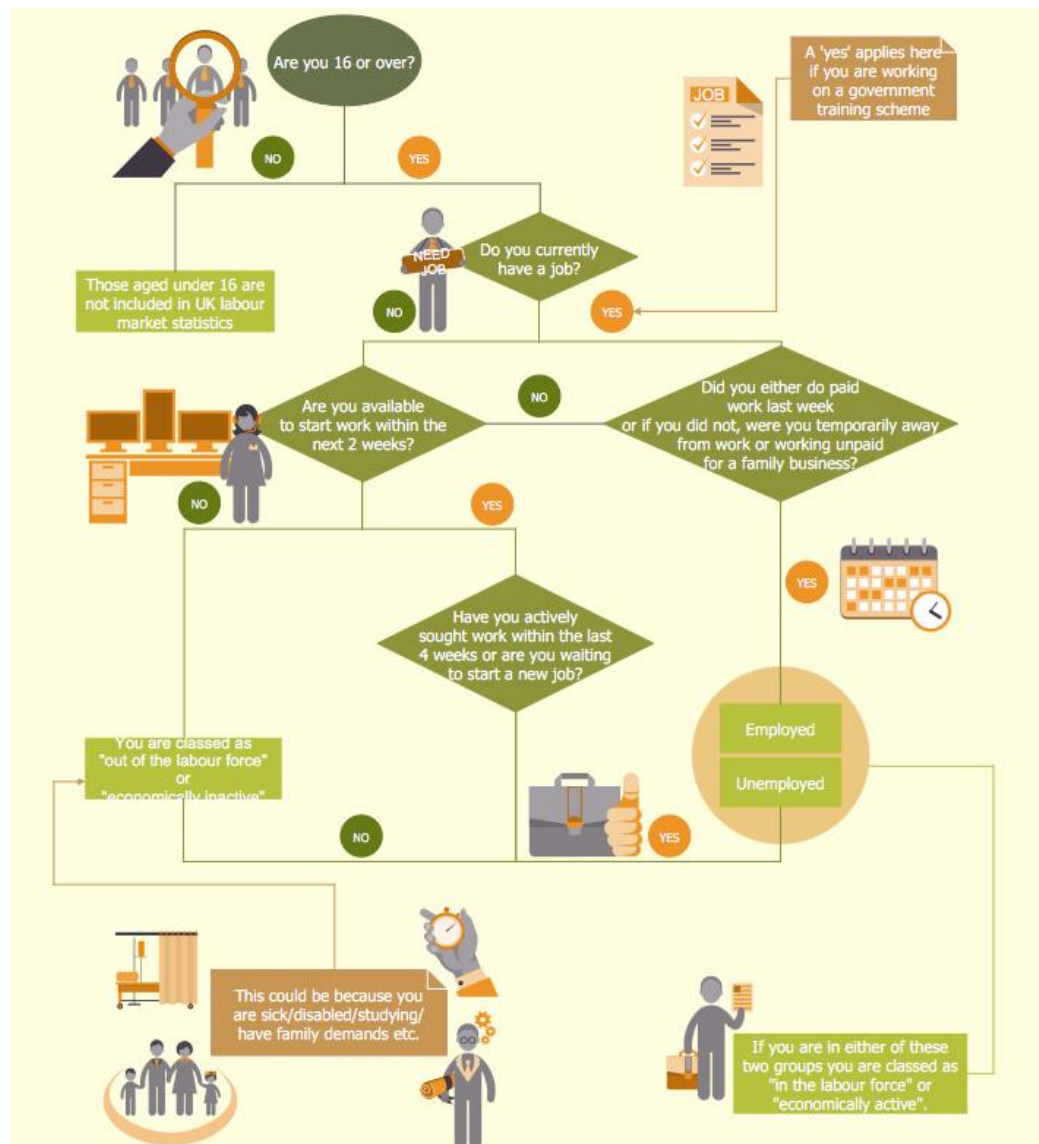 Are you 16 or over?
A 'yes' applies here
if you are working
on a government
training scheme
JOB
NO
YES
NEED
JOB
Do you currently
have a job?
Those aged under 16 are
not included in UK labour
market statistics
NO
YES
Are you available
to start work within the
next 2 weeks?
NO
Did you either do paid
work last week
or if you did not, were you temporarily away
from work or working unpaid
for a family business?
NO
YES
YES
Have you actively
sought work within the last
4 weeks or are you waiting
to start a new job?
Employed
Unemployed
You are classed as
"out of the labour force"
or
"economically inactive"
NO
YES
This could be because you
are sick/disabled/studying/
have family demands etc.
If you are in either of these
two groups you are classed as
"in the labour force" or
"economically active".